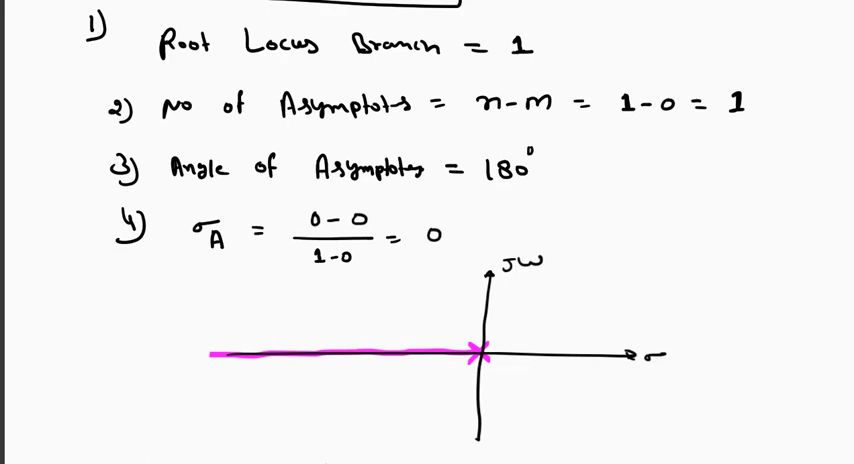 1) Root Locus Branch = 1
2) No of Asymptots = n-m = 1-0 = 1
3) Angle of Asymptotes = 180°
4) σA = 0-0 / 1-0 = 0
jω
σ